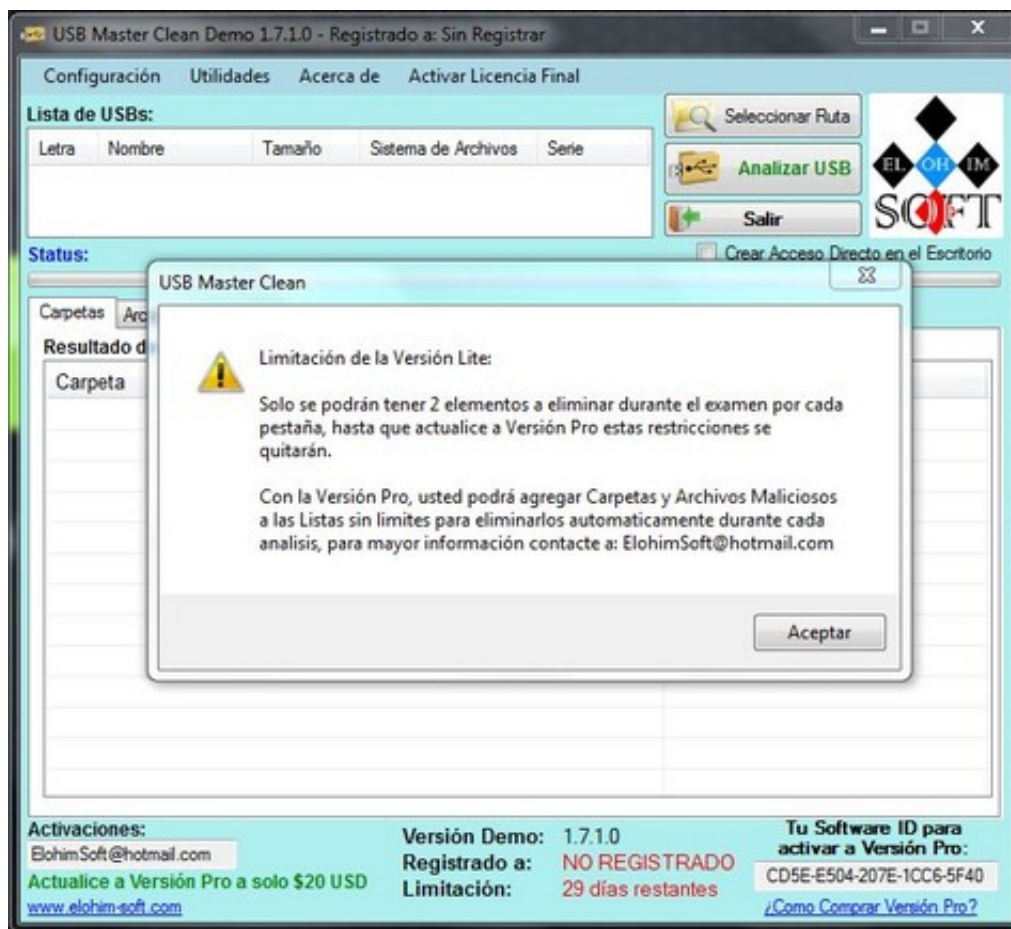 USB Master Clean Demo 1.7.1.0 - Registrado a: Sin Registrar
Configuración Utilidades Acerca de Activar Licencia Final
Lista de USBs:
Letra Nombre Tamaño Sistema de Archivos Serie
Seleccionar Ruta
Analizar USB
Salir
EL OH IM
SOFT
Status:
Crear Acceso Directo en el Escritorio
USB Master Clean
Carpetas
Resultado
Carpeta
Limitación de la Versión Lite:
Solo se podrán tener 2 elementos a eliminar durante el examen por cada
pestaña, hasta que actualice a Versión Pro estas restricciones se
quitarán.
Con la Versión Pro, usted podrá agregar Carpetas y Archivos Maliciosos
a las Listas sin limites para eliminarlos automaticamente durante cada
analisis, para mayor información contacte a: ElohimSoft@hotmail.com
Aceptar
Activaciones:
ElohimSoft@hotmail.com
Actualice a Versión Pro a solo $20 USD
www.elohim-soft.com
Versión Demo: 1.7.1.0
Registrado a: NO REGISTRADO
Limitación: 29 días restantes
Tu Software ID para
activar a Versión Pro:
CD5E-E504-207E-1CC6-5F40
¿Como Comprar Versión Pro?